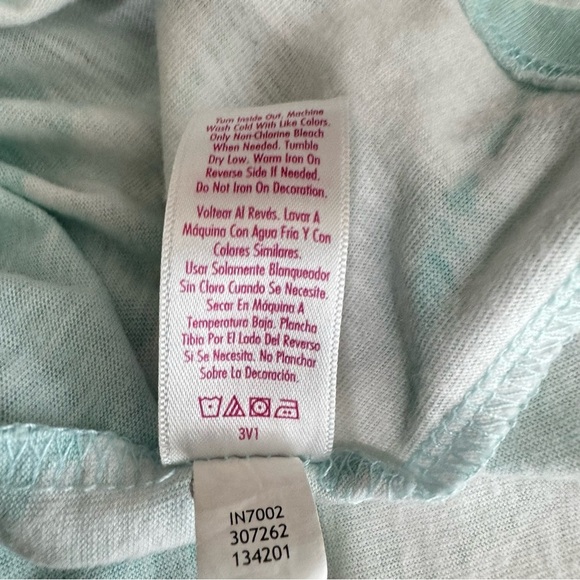 Turn Inside Out, Machine
Wash Cold With Like Colors.
Only Non-Chlorine Bleach
When Needed. Tumble
Dry Low. Warm Iron On
Reverse Side If Needed.
Do Not Iron On Decoration.
Voltear Al Revés. Lavar A
Máquina Con Agua Fria Y Con
Colores Similares.
Usar Solamente Blanqueador
Sin Cloro Cuando Se Necesite.
Secar En Máquina A
Temperatura Baja. Plancha
Tibia Por El Lado Del Reverso
Si Se Necesita. No Planchar
Sobre La Decoración.
3V1
IN7002
307262
134201